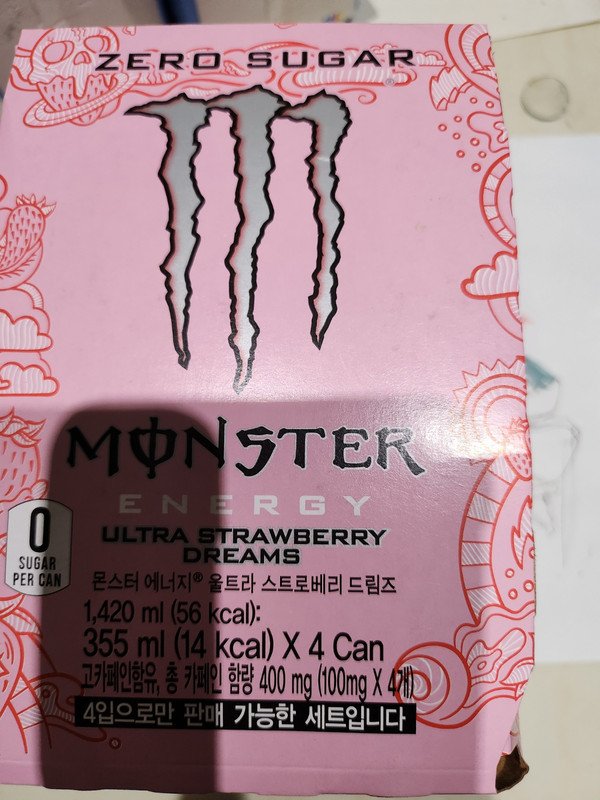 ZERO SUGAR
MONSTER
ENERGY
ULTRA STRAWBERRY
DREAMS
몬스터 에너지® 울트라 스트로베리 드림즈
0
SUGAR
PER CAN
1,420 ml (56 kcal):
355 ml (14 kcal) X 4 Can
고카페인함유, 총 카페인 함량 400 mg (100mg X 4개)
4입으로만 판매 가능한 세트입니다